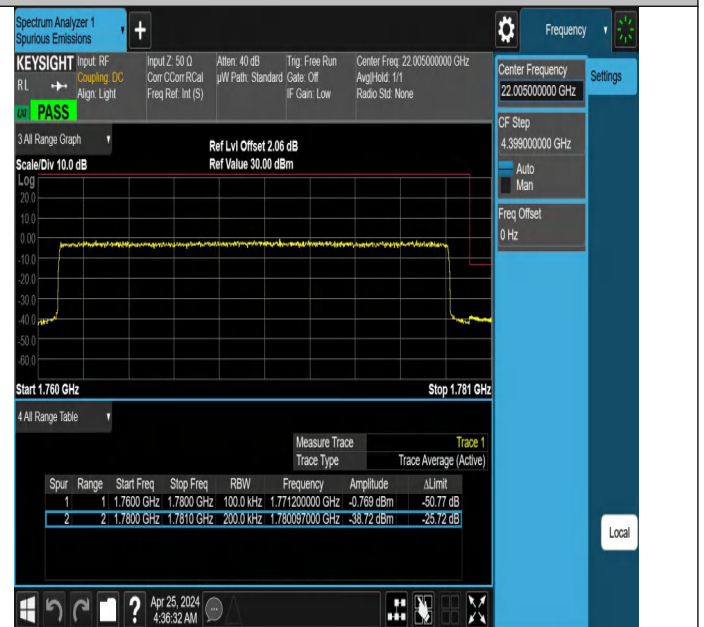 Spectrum Analyzer 1
Spurious Emissions
+
Frequency
KEYSIGHT Input: RF Input Z: 50 Ω Atten: 40 dB Trig: Free Run Center Freq: 22.005000000 GHz
RL Coupling: DC Corr CCorr RCal µW Path: Standard Gate: Off Avg|Hold: 1/1
Align: Light Freq Ref: Int (S) IF Gain: Low Radio Std: None
PASS
Center Frequency
22.005000000 GHz
Settings
CF Step
4.399000000 GHz
Auto
Man
Freq Offset
0 Hz
3 All Range Graph
Ref Lvl Offset 2.06 dB
Scale/Div 10.0 dB Ref Value 30.00 dBm
Log
20.0
10.0
0.00
-10.0
-20.0
-30.0
-40.0
-50.0
-60.0
Start 1.760 GHz Stop 1.781 GHz
4 All Range Table
Measure Trace Trace 1
Trace Type Trace Average (Active)
Spur Range Start Freq Stop Freq RBW Frequency Amplitude ΔLimit
1 1 1.7600 GHz 1.7800 GHz 100.0 kHz 1.771200000 GHz -0.769 dBm -50.77 dB
2 2 1.7800 GHz 1.7810 GHz 200.0 kHz 1.780097000 GHz -38.72 dBm -25.72 dB
Local
? Apr 25, 2024
4:36:32 AM